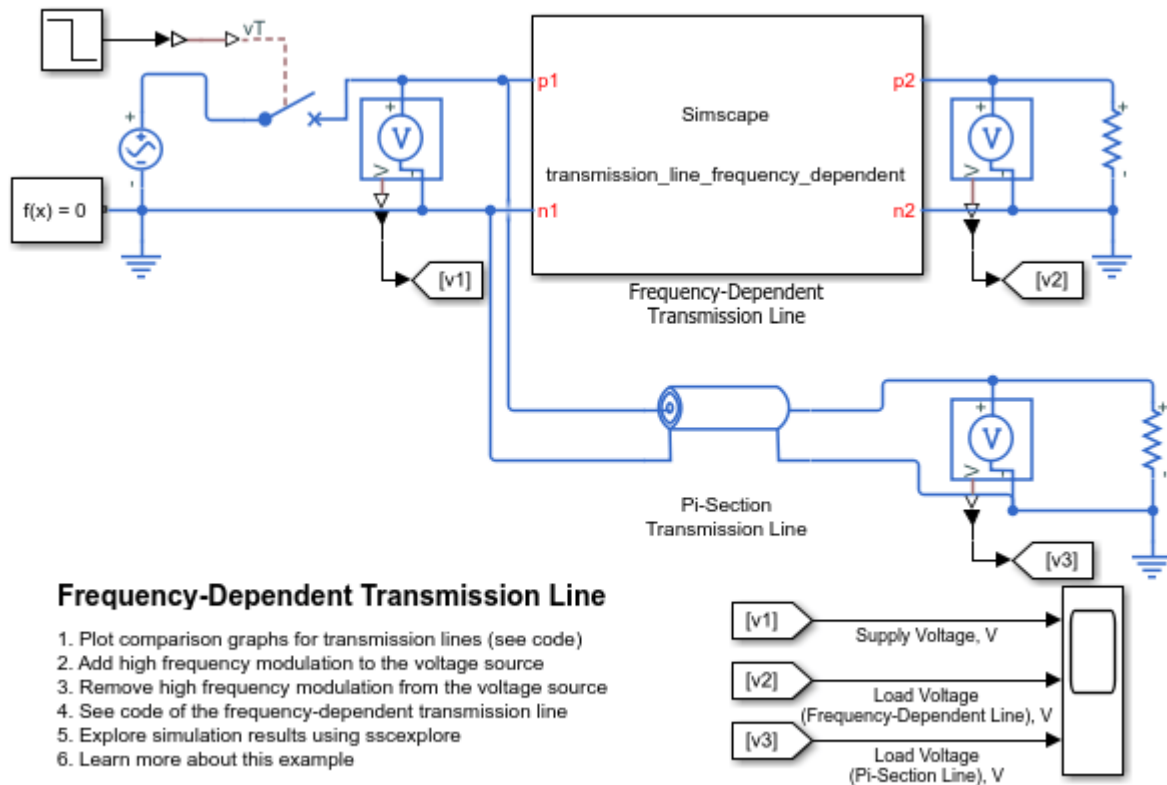 vT
+
-
f(x) = 0
+
V
V
-
[v1]
p1
n1
Simscape
transmission_line_frequency_dependent
p2
n2
Frequency-Dependent
Transmission Line
+
V
V
-
[v2]
+
-
Pi-Section
Transmission Line
+
V
V
-
[v3]
+
-
Frequency-Dependent Transmission Line
1. Plot comparison graphs for transmission lines (see code)
2. Add high frequency modulation to the voltage source
3. Remove high frequency modulation from the voltage source
4. See code of the frequency-dependent transmission line
5. Explore simulation results using sscexplore
6. Learn more about this example
[v1]
Supply Voltage, V
[v2]
Load Voltage
(Frequency-Dependent Line), V
[v3]
Load Voltage
(Pi-Section Line), V